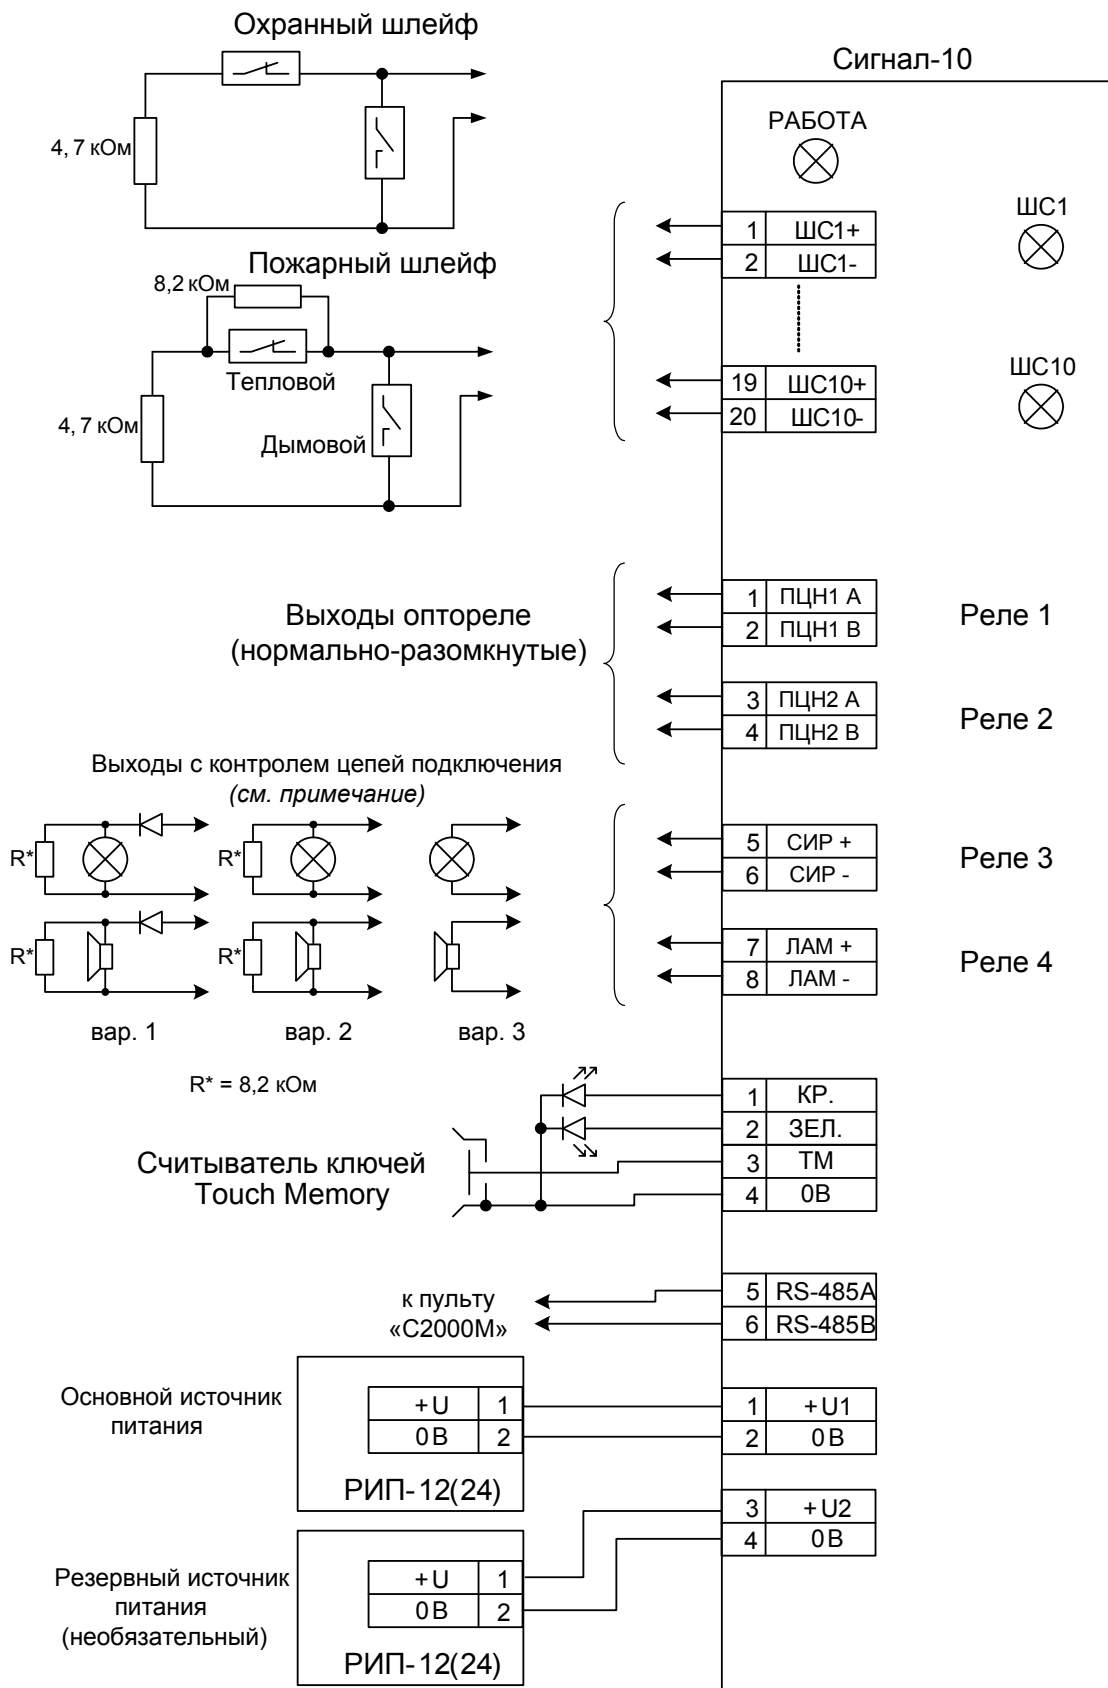 Охранный шлейф
4, 7 кОм
Пожарный шлейф
8,2 кОм
Тепловой
4, 7 кОм
Дымовой
Сигнал-10
РАБОТА
1 ШС1+
2 ШС1-
ШС1
19 ШС10+
20 ШС10-
ШС10
Выходы оптореле
(нормально-разомкнутые)
1 ПЦН1 А
2 ПЦН1 В
Реле 1
3 ПЦН2 А
4 ПЦН2 В
Реле 2
Выходы с контролем цепей подключения
(см. примечание)
R*
R*
R*
R*
вар. 1
вар. 2
вар. 3
R* = 8,2 кОм
5 СИР +
6 СИР -
Реле 3
7 ЛАМ +
8 ЛАМ -
Реле 4
Считыватель ключей
Touch Memory
1 КР.
2 ЗЕЛ.
3 ТМ
4 0В
к пульту
«С2000М»
5 RS-485A
6 RS-485B
Основной источник
питания
+U 1
0В 2
РИП-12(24)
1 +U1
2 0В
Резервный источник
питания
(необязательный)
+U 1
0В 2
РИП-12(24)
3 +U2
4 0В